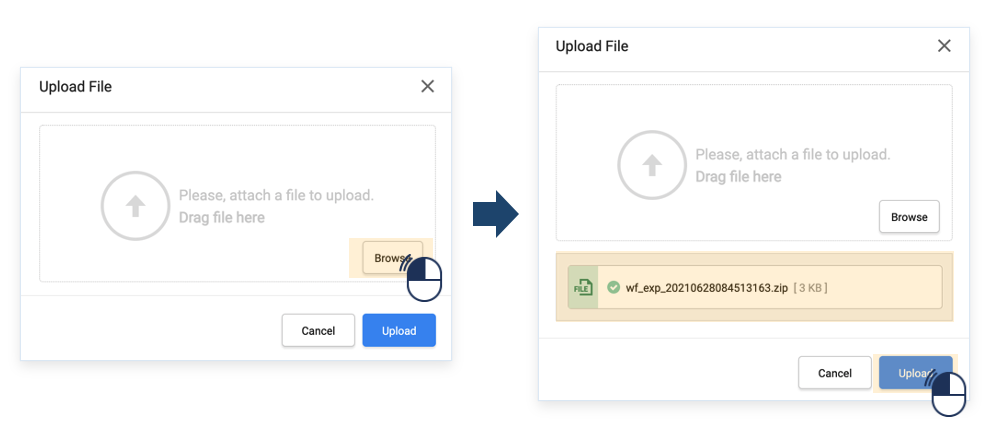 Upload File
Please, attach a file to upload.
Drag file here
Browse
Cancel
Upload
Upload File
Please, attach a file to upload.
Drag file here
Browse
FILE
wf_exp_20210628084513163.zip [ 3 KB ]
Cancel
Upload